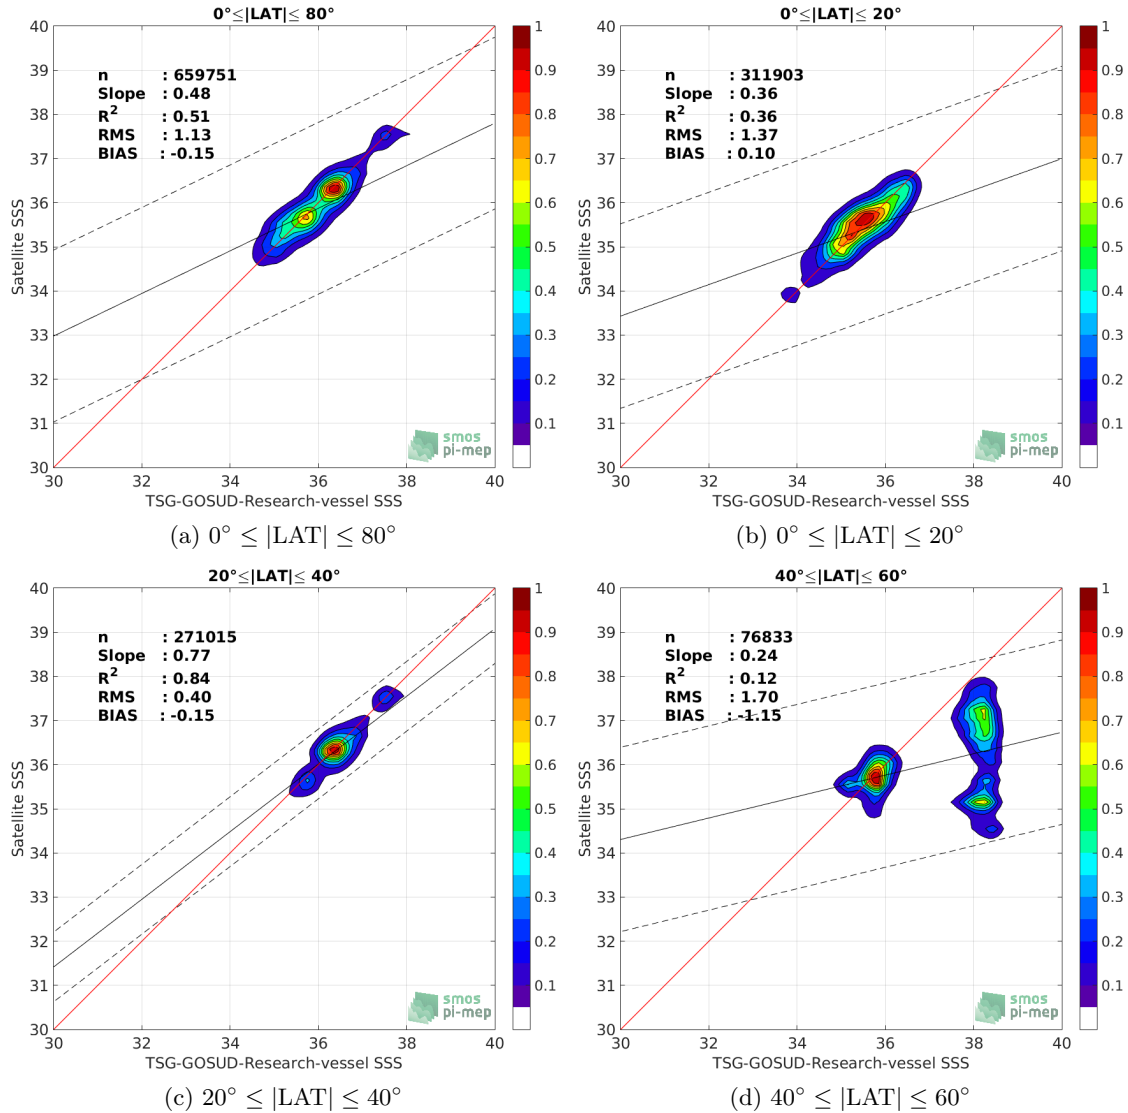 0°≤|LAT|≤ 80°
n : 659751
Slope : 0.48
R² : 0.51
RMS : 1.13
BIAS : -0.15
Satellite SSS
40
39
38
37
36
35
34
33
32
31
30
30 32 34 36 38 40
TSG-GOSUD-Research-vessel SSS
1
0.9
0.8
0.7
0.6
0.5
0.4
0.3
0.2
0.1
smos
pi-mep
(a) 0° ≤ |LAT| ≤ 80°
0°≤|LAT|≤ 20°
n : 311903
Slope : 0.36
R² : 0.36
RMS : 1.37
BIAS : 0.10
Satellite SSS
40
39
38
37
36
35
34
33
32
31
30
30 32 34 36 38 40
TSG-GOSUD-Research-vessel SSS
1
0.9
0.8
0.7
0.6
0.5
0.4
0.3
0.2
0.1
smos
pi-mep
(b) 0° ≤ |LAT| ≤ 20°
20°≤|LAT|≤ 40°
n : 271015
Slope : 0.77
R² : 0.84
RMS : 0.40
BIAS : -0.15
Satellite SSS
40
39
38
37
36
35
34
33
32
31
30
30 32 34 36 38 40
TSG-GOSUD-Research-vessel SSS
1
0.9
0.8
0.7
0.6
0.5
0.4
0.3
0.2
0.1
smos
pi-mep
(c) 20° ≤ |LAT| ≤ 40°
40°≤|LAT|≤ 60°
n : 76833
Slope : 0.24
R² : 0.12
RMS : 1.70
BIAS : -1.15
Satellite SSS
40
39
38
37
36
35
34
33
32
31
30
30 32 34 36 38 40
TSG-GOSUD-Research-vessel SSS
1
0.9
0.8
0.7
0.6
0.5
0.4
0.3
0.2
0.1
smos
pi-mep
(d) 40° ≤ |LAT| ≤ 60°